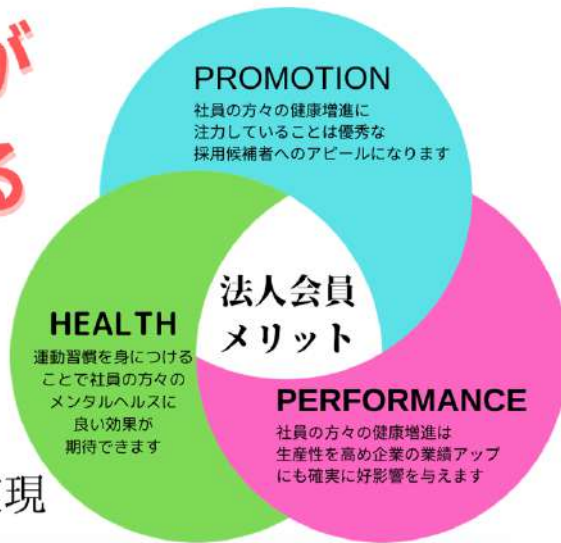 が
る
PROMOTION
社員の方々の健康増進に
注力していることは優秀な
採用候補者へのアピールになります
法人会員
メリット
HEALTH
運動習慣を身につける
ことで社員の方々の
メンタルヘルスに
良い効果が
期待できます
PERFORMANCE
社員の方々の健康増進は
生産性を高め企業の業績アップ
にも確実に好影響を与えます
現